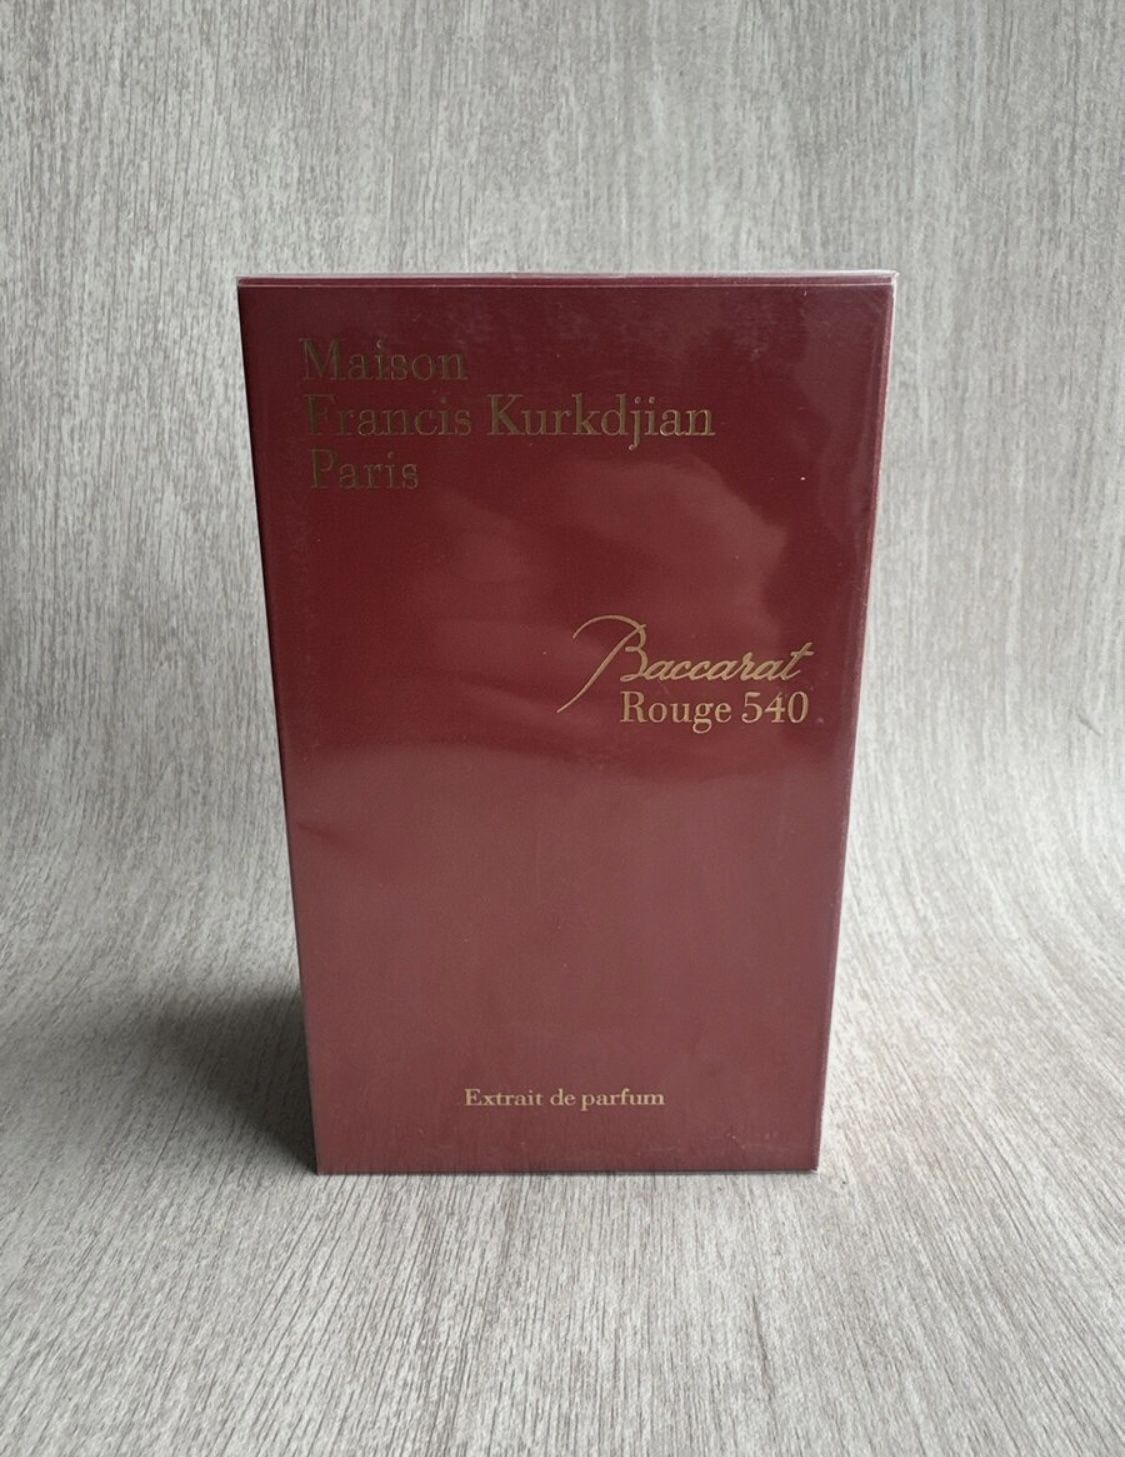 Maison
Francis Kurkdjian
Paris
Baccarat
Rouge 540
Extrait de parfum